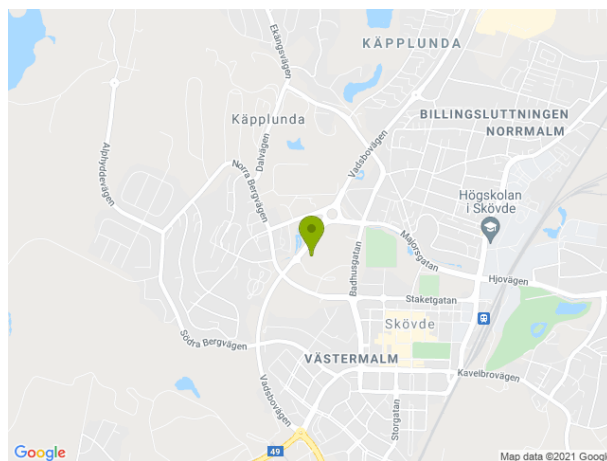 KÄPPLUNDA
Ekängsvägen
BILLINGSLUTTNINGEN
NORRMALM
Käpplunda
Dalvägen
Vadsbovägen
Alphyddevägen
Norra Bergvägen
Högskolan
i Skövde
Majorsgatan
Badhusgatan
Hjovägen
Staketgatan
Skövde
Södra Bergvägen
VÄSTERMALM
Kavelbrovägen
Vadsbovägen
Storgatan
49
Google
Map data ©2021 Googl